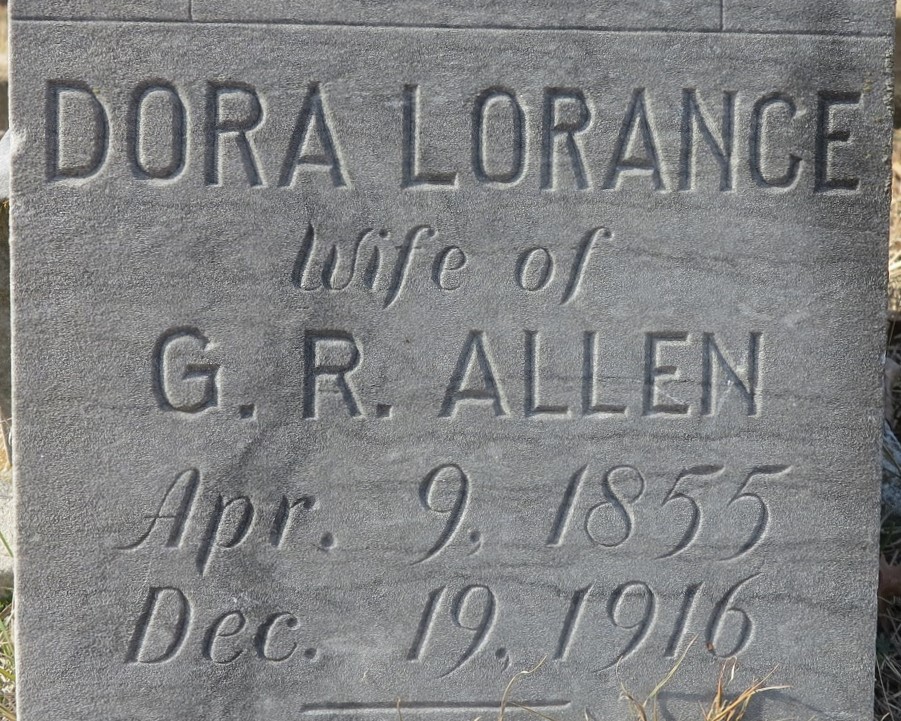 DORA LORANCE
Wife of
G. R. ALLEN
Apr. 9, 1855
Dec. 19, 1916